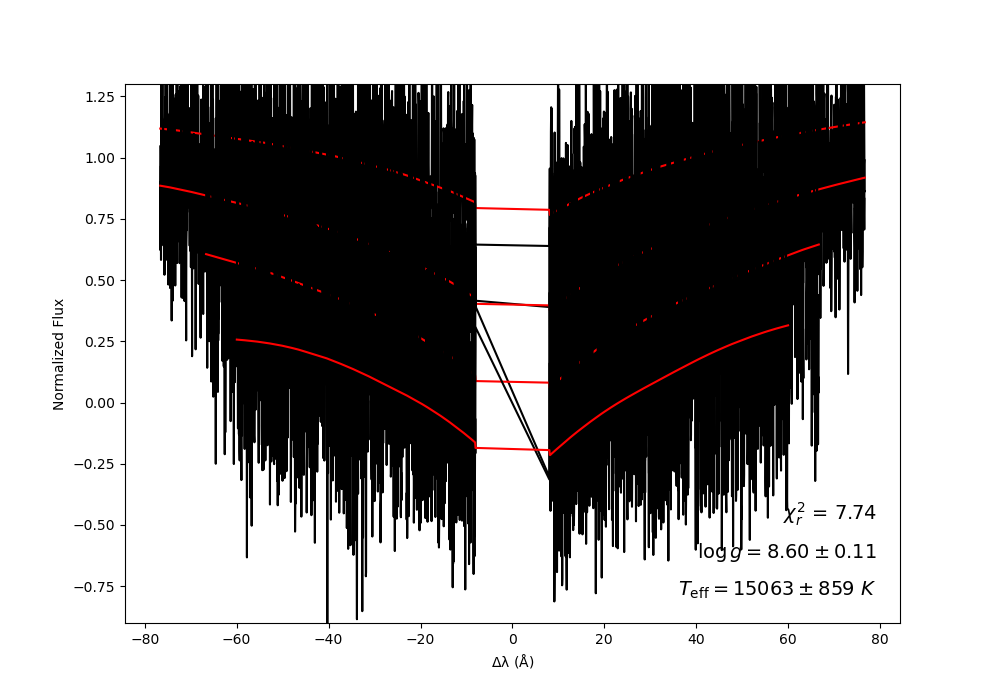 1.25
1.00
0.75
0.50
0.25
0.00
−0.25
−0.50
−0.75
Normalized Flux
χ²ᵣ = 7.74
log g = 8.60 ± 0.11
T_eff = 15063 ± 859 K
−80 −60 −40 −20 0 20 40 60 80
Δλ (Å)